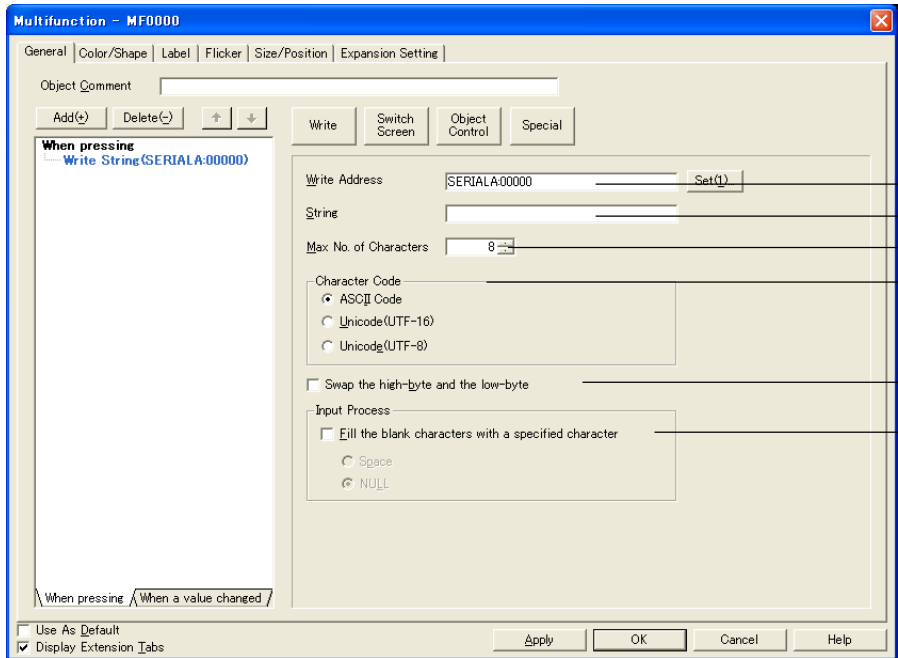 Multifunction - MF0000
General Color/Shape Label Flicker Size/Position Expansion Setting
Object Comment
Add(+) Delete(-)
Write Switch Screen Object Control Special
When pressing
Write String(SERIALA:00000)
Write Address SERIALA:00000 Set(1)...
String
Max No. of Characters 8
Character Code
ASCII Code
Unicode(UTF-16)
Unicode(UTF-8)
Swap the high-byte and the low-byte
Input Process
Fill the blank characters with a specified character
Space
NULL
When pressing When a value changed
Use As Default
Display Extension Tabs
Apply OK Cancel Help